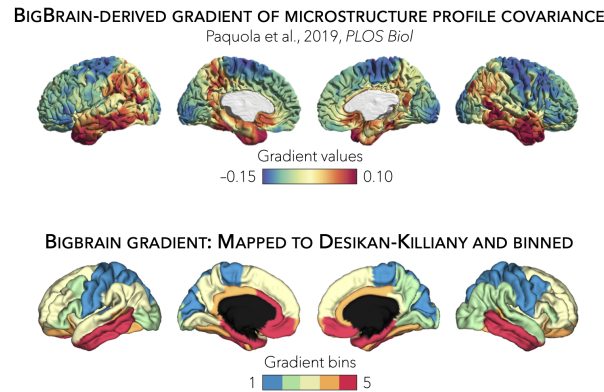 BIGBRAIN-DERIVED GRADIENT OF MICROSTRUCTURE PROFILE COVARIANCE
Paquola et al., 2019, PLOS Biol
Gradient values
–0.15 0.10
BIGBRAIN GRADIENT: MAPPED TO DESIKAN-KILLIANY AND BINNED
Gradient bins
1 5